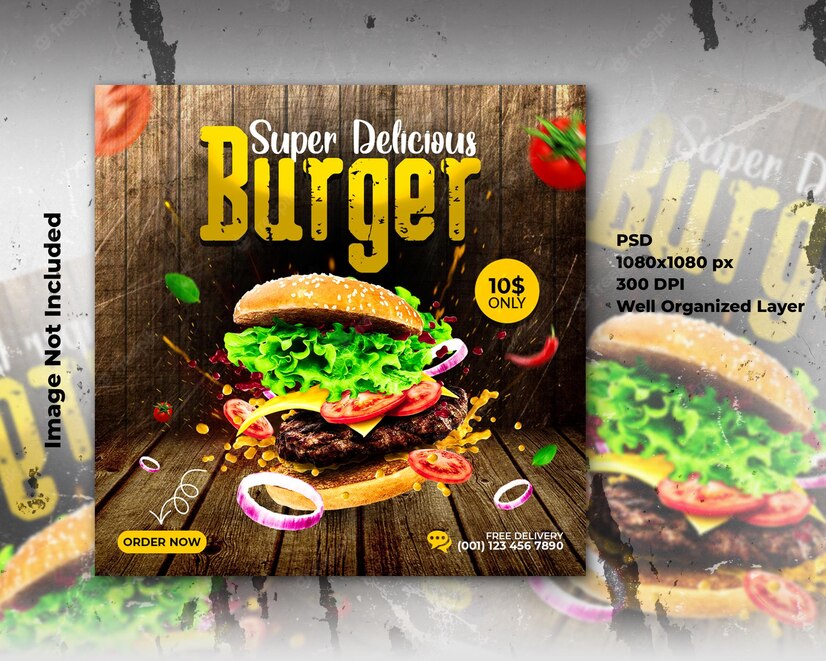 Super Delicious
Burger
10$
ONLY
ORDER NOW
FREE DELIVERY
(001) 123 456 7890
Image Not Included
PSD
1080x1080 px
300 DPI
Well Organized Layer
Super D
Burg
freepik